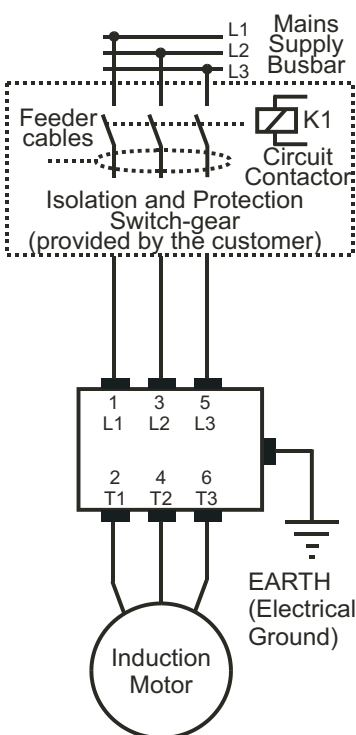 L1
L2
L3
Mains
Supply
Busbar
Feeder
cables
K1
Circuit
Contactor
Isolation and Protection
Switch-gear
(provided by the customer)
1 3 5
L1 L2 L3
2 4 6
T1 T2 T3
EARTH
(Electrical
Ground)
Induction
Motor